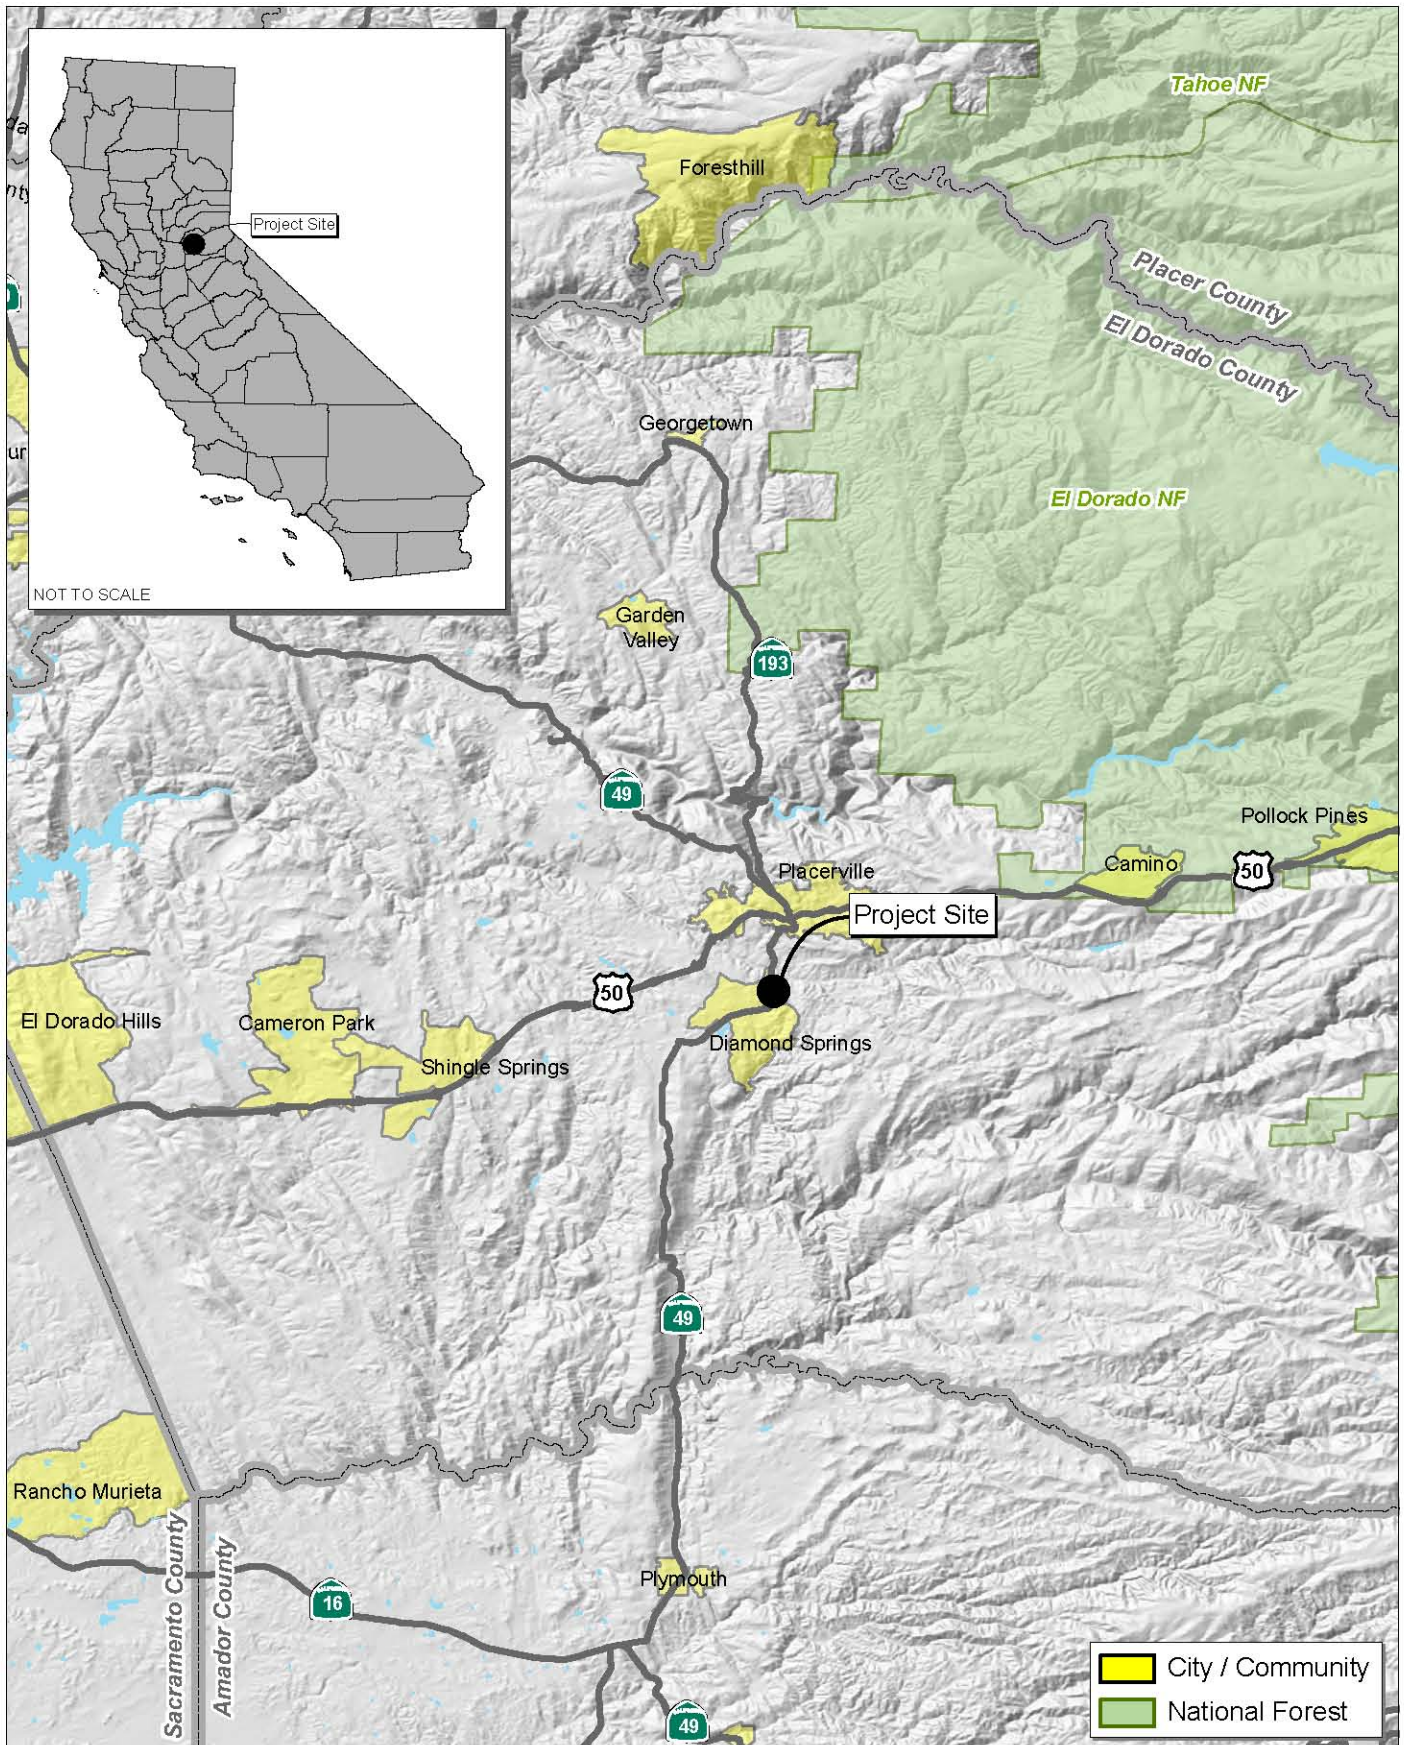 Tahoe NF
Foresthill
Project Site
Placer County
El Dorado County
Georgetown
El Dorado NF
NOT TO SCALE
Garden
Valley
193
49
Pollock Pines
Camino
50
Placerville
Project Site
50
El Dorado Hills
Cameron Park
Shingle Springs
Diamond Springs
49
Rancho Murieta
Sacramento County
Amador County
Plymouth
16
49
City / Community
National Forest